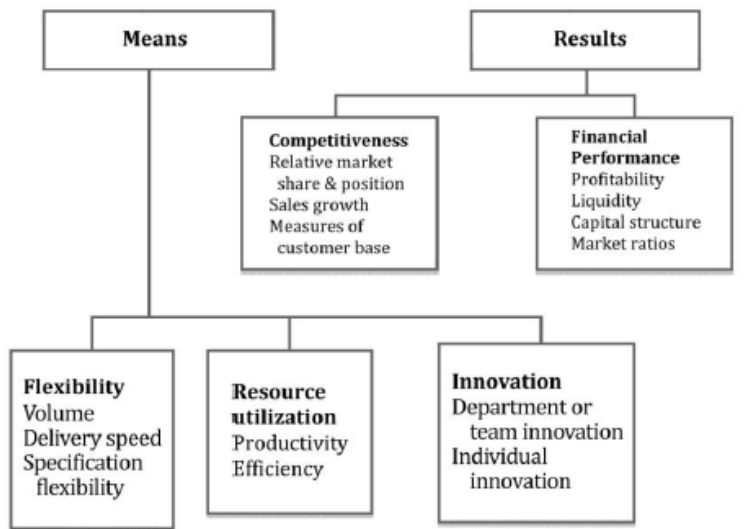 Means
Results
Competitiveness
Relative market
share & position
Sales growth
Measures of
customer base
Financial
Performance
Profitability
Liquidity
Capital structure
Market ratios
Flexibility
Volume
Delivery speed
Specification
flexibility
Resource
utilization
Productivity
Efficiency
Innovation
Department or
team innovation
Individual
innovation